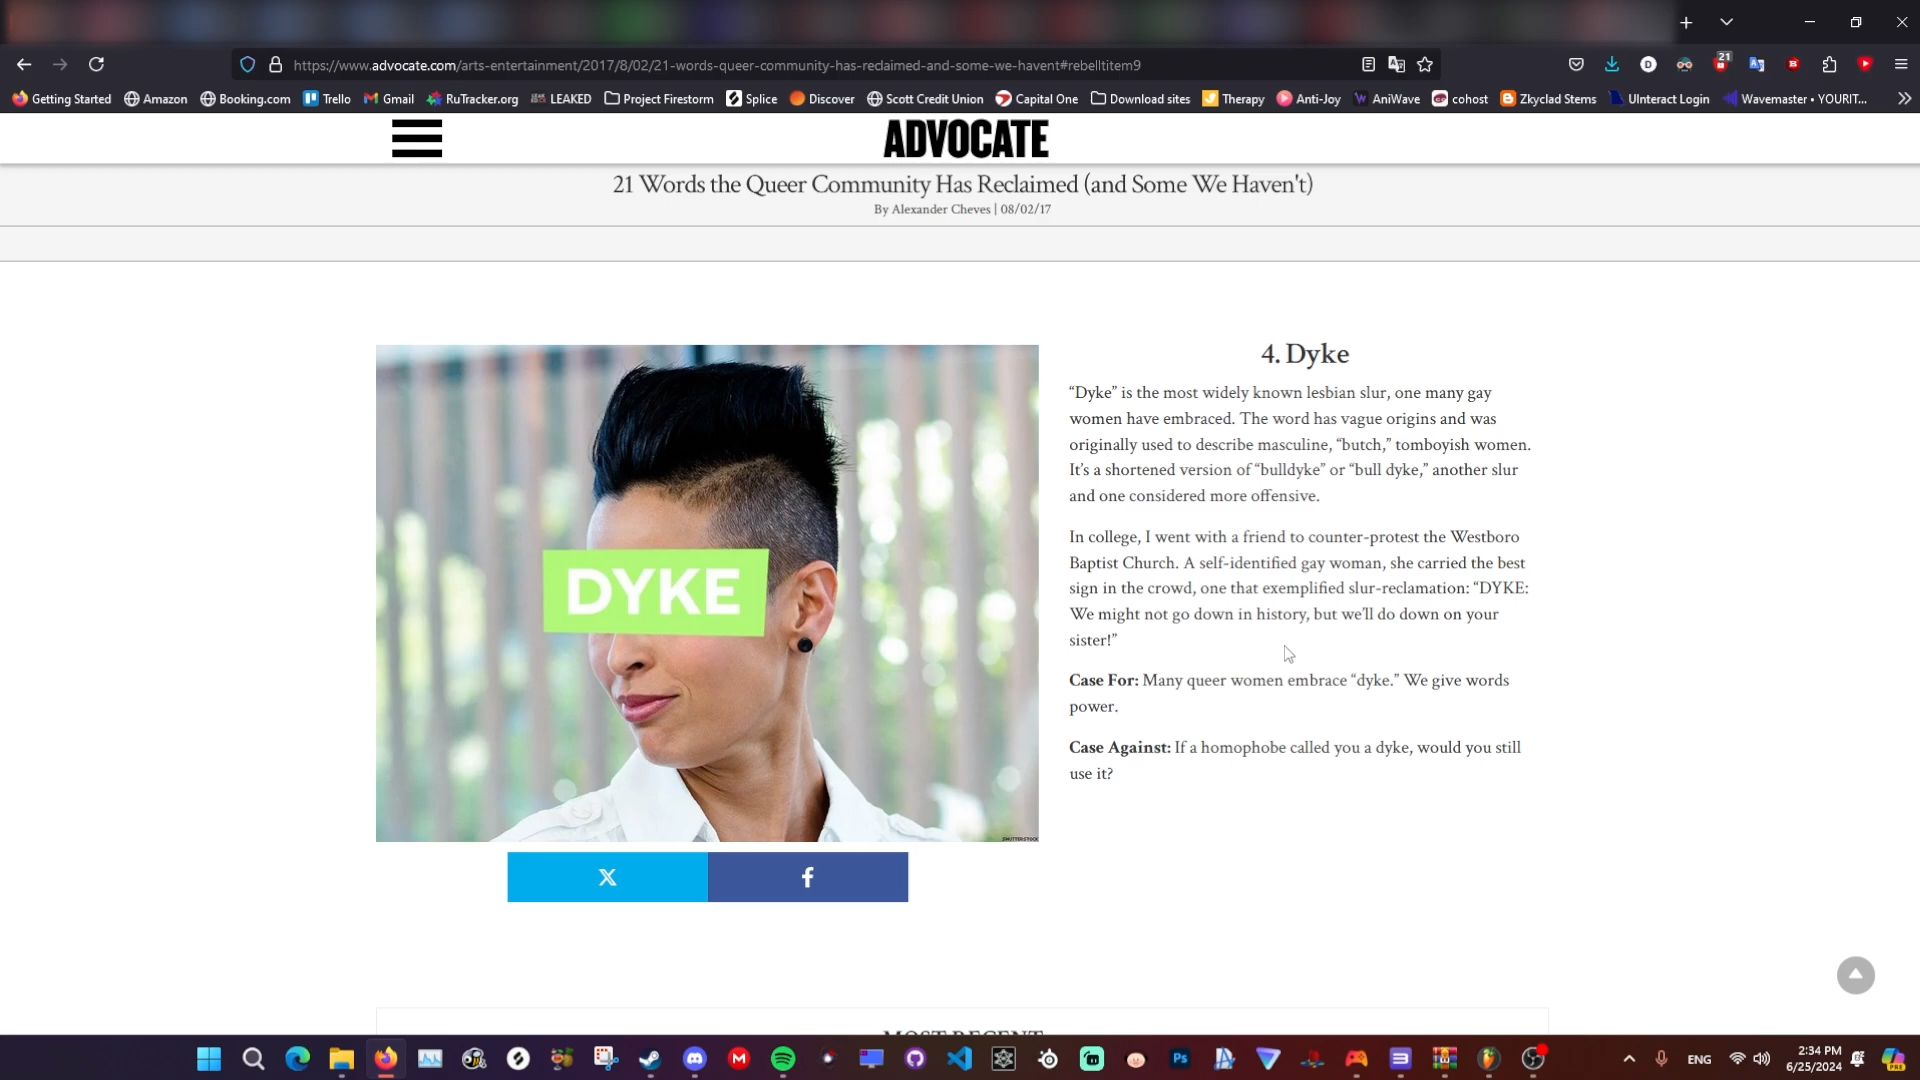 https://www.advocate.com/arts-entertainment/2017/8/02/21-words-queer-community-has-reclaimed-and-some-we-havent#rebelltitem9
21
Getting Started Amazon Booking.com Trello Gmail RuTracker.org LEAKED Project Firestorm Splice Discover Scott Credit Union Capital One Download sites Therapy Anti-Joy AniWave cohost Zkyclad Stems UInteract Login Wavemaster • YOURIT...
ADVOCATE
21 Words the Queer Community Has Reclaimed (and Some We Haven't)
By Alexander Cheves | 08/02/17
DYKE
SHUTTERSTOCK
4. Dyke
“Dyke” is the most widely known lesbian slur, one many gay
women have embraced. The word has vague origins and was
originally used to describe masculine, “butch,” tomboyish women.
It’s a shortened version of “bulldyke” or “bull dyke,” another slur
and one considered more offensive.
In college, I went with a friend to counter-protest the Westboro
Baptist Church. A self-identified gay woman, she carried the best
sign in the crowd, one that exemplified slur-reclamation: “DYKE:
We might not go down in history, but we’ll do down on your
sister!”
Case For: Many queer women embrace “dyke.” We give words
power.
Case Against: If a homophobe called you a dyke, would you still
use it?
MOST RECENT
ENG
2:34 PM
6/25/2024